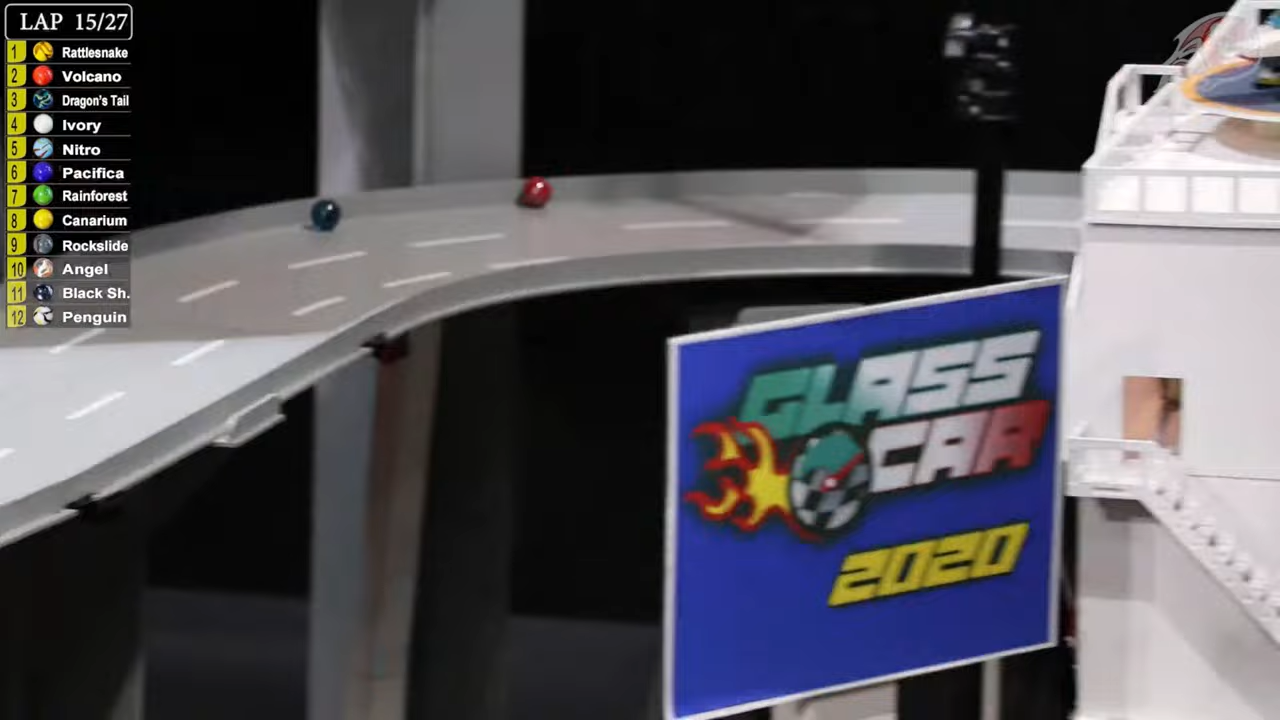 LAP 15/27
1 Rattlesnake
2 Volcano
3 Dragon's Tail
4 Ivory
5 Nitro
6 Pacifica
7 Rainforest
8 Canarium
9 Rockslide
10 Angel
11 Black Sh.
12 Penguin
GLASS
CAR
2020